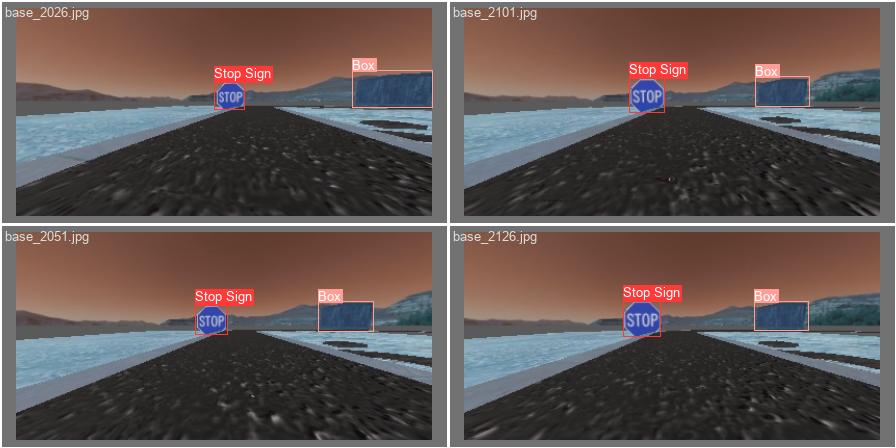 base_2026.jpg
Stop Sign
Box
STOP
base_2101.jpg
Stop Sign
Box
STOP
base_2051.jpg
Stop Sign
Box
STOP
base_2126.jpg
Stop Sign
Box
STOP